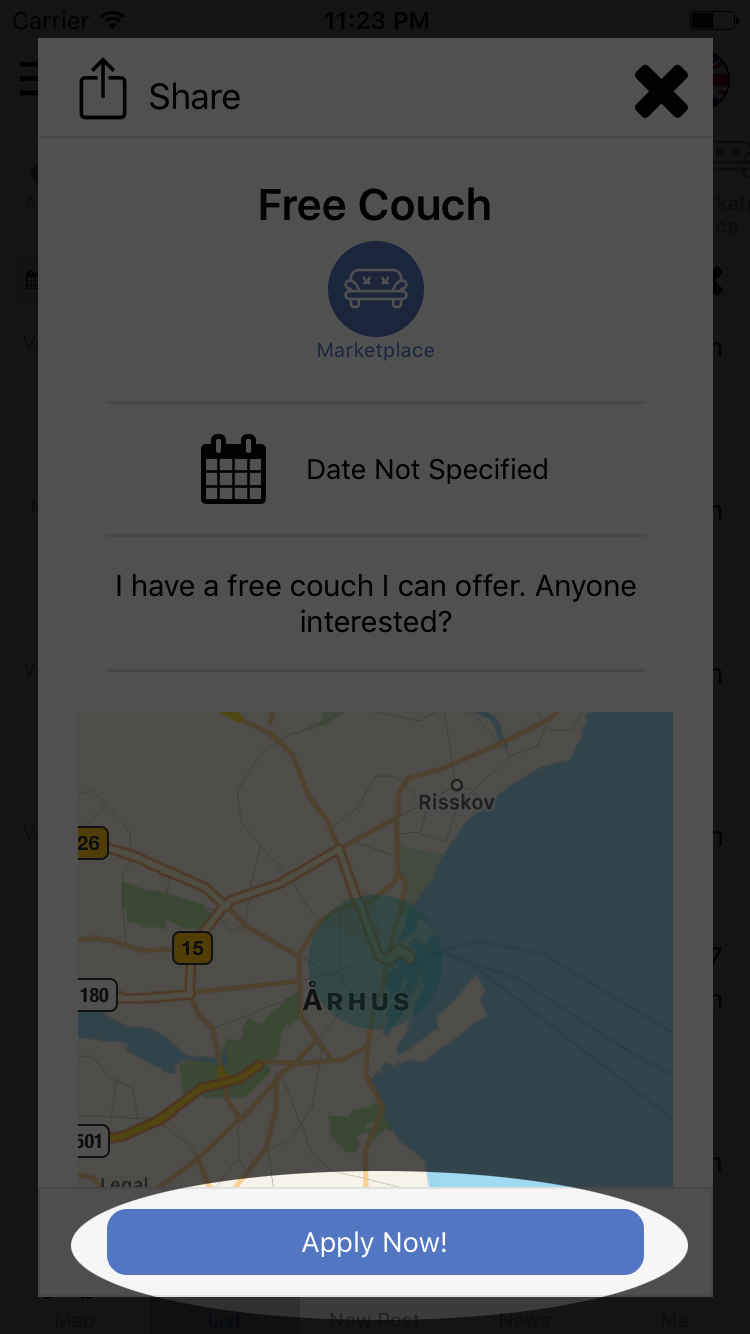 Carrier
11:23 PM
Share
Free Couch
Marketplace
Date Not Specified
I have a free couch I can offer. Anyone
interested?
Risskov
26
15
180
ÅRHUS
501
Apply Now!
Map
List
New Post
News
Me